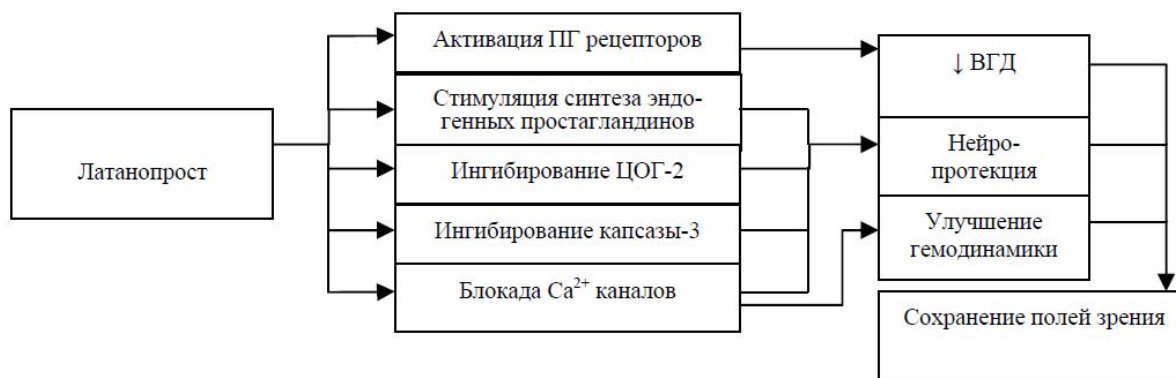 Латанопрост
Активация ПГ рецепторов
Стимуляция синтеза эндо-
генных простагландинов
Ингибирование ЦОГ-2
Ингибирование капсазы-3
Блокада Ca²⁺ каналов
↓ ВГД
Нейро-
протекция
Улучшение
гемодинамики
Сохранение полей зрения